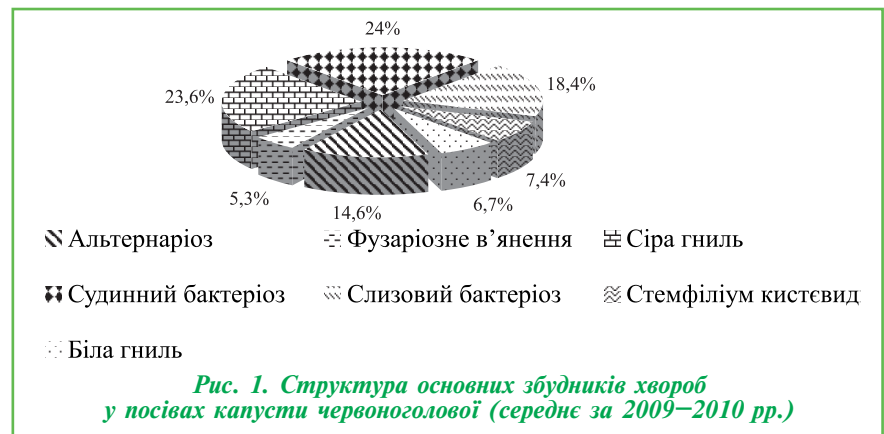 24%
23,6%
18,4%
7,4%
5,3%
6,7%
14,6%
Альтернаріоз Фузаріозне в’янення Сіра гниль
Судинний бактеріоз Слизовий бактеріоз Стемфіліум кистєвид
Біла гниль
Рис. 1. Структура основних збудників хвороб
у посівах капусти червоноголової (середнє за 2009–2010 рр.)